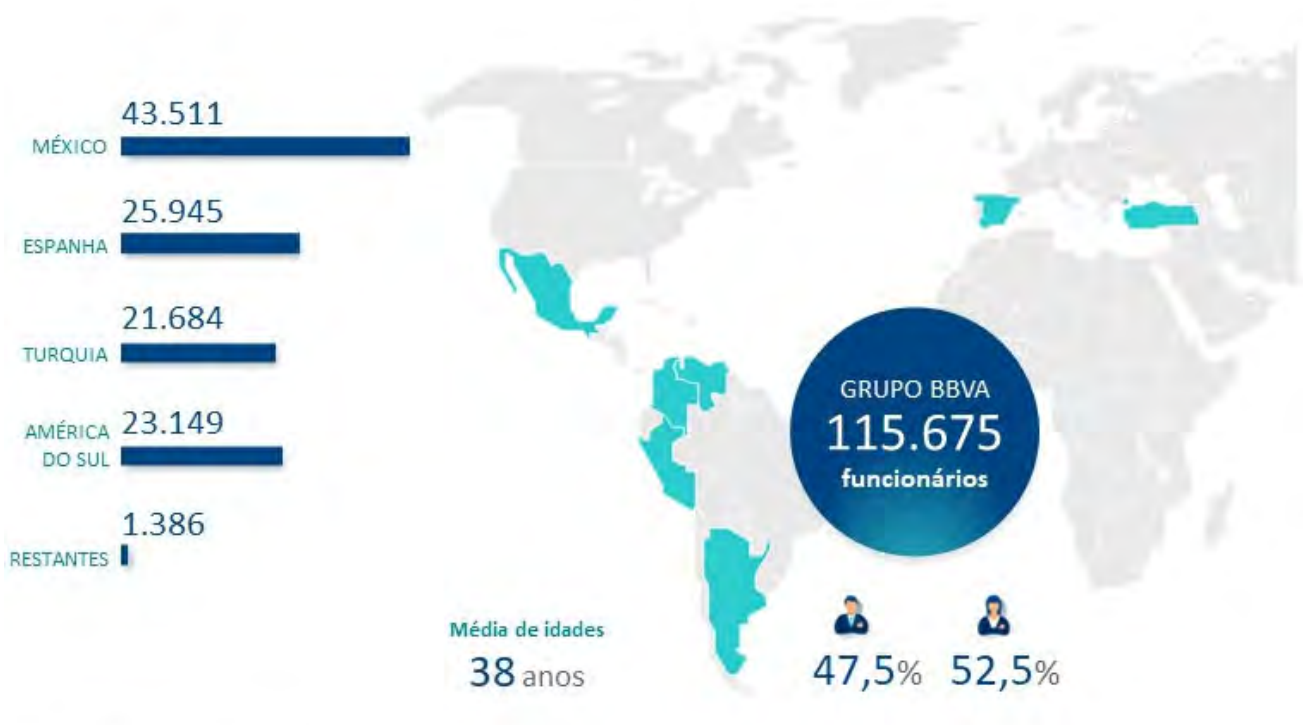 43.511
MÉXICO
25.945
ESPANHA
21.684
TURQUIA
23.149
AMÉRICA
DO SUL
1.386
RESTANTES
GRUPO BBVA
115.675
funcionários
Média de idades
38 anos
47,5% 52,5%